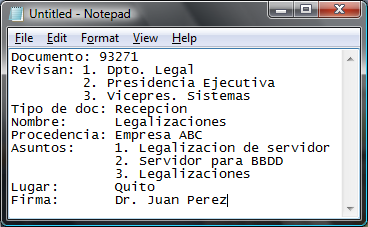 Untitled - Notepad
File Edit Format View Help
Documento: 93271
Revisan: 1. Dpto. Legal
2. Presidencia Ejecutiva
3. Vicepres. Sistemas
Tipo de doc: Recepcion
Nombre: Legalizaciones
Procedencia: Empresa ABC
Asuntos: 1. Legalizacion de servidor
2. Servidor para BBDD
3. Legalizaciones
Lugar: Quito
Firma: Dr. Juan Perez